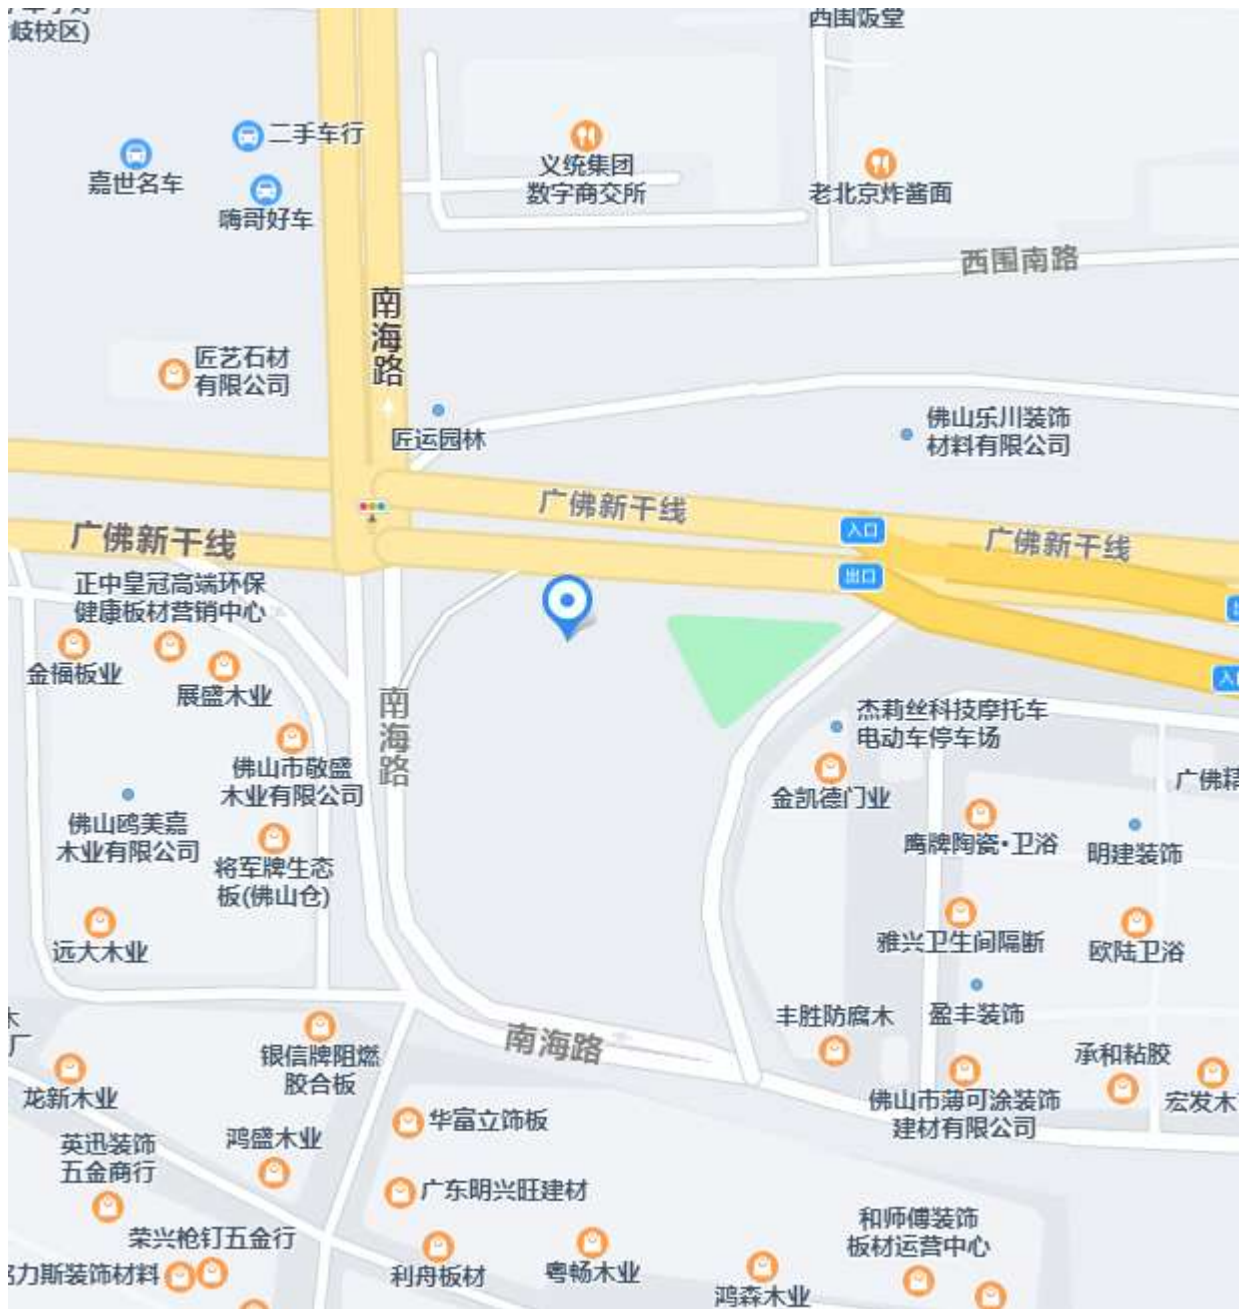 岐校区)
西围饭堂
二手车行
嘉世名车
嗨哥好车
义统集团
数字商交所
老北京炸酱面
西围南路
南海路
匠艺石材
有限公司
匠运园林
佛山乐川装饰
材料有限公司
广佛新干线
入口
广佛新干线
广佛新干线
出口
正中皇冠高端环保
健康板材营销中心
金福板业
展盛木业
南海路
杰莉丝科技摩托车
电动车停车场
佛山市敬盛
木业有限公司
金凯德门业
广佛精
佛山鸥美嘉
木业有限公司
鹰牌陶瓷•卫浴
明建装饰
将军牌生态
板(佛山仓)
远大木业
雅兴卫生间隔断
欧陆卫浴
丰胜防腐木
盈丰装饰
南海路
银信牌阻燃
胶合板
承和粘胶
龙新木业
佛山市薄可涂装饰
建材有限公司
宏发木
华富立饰板
英迅装饰
五金商行
鸿盛木业
广东明兴旺建材
荣兴枪钉五金行
和师傅装饰
板材运营中心
力斯装饰材料
利舟板材
粤畅木业
鸿森木业